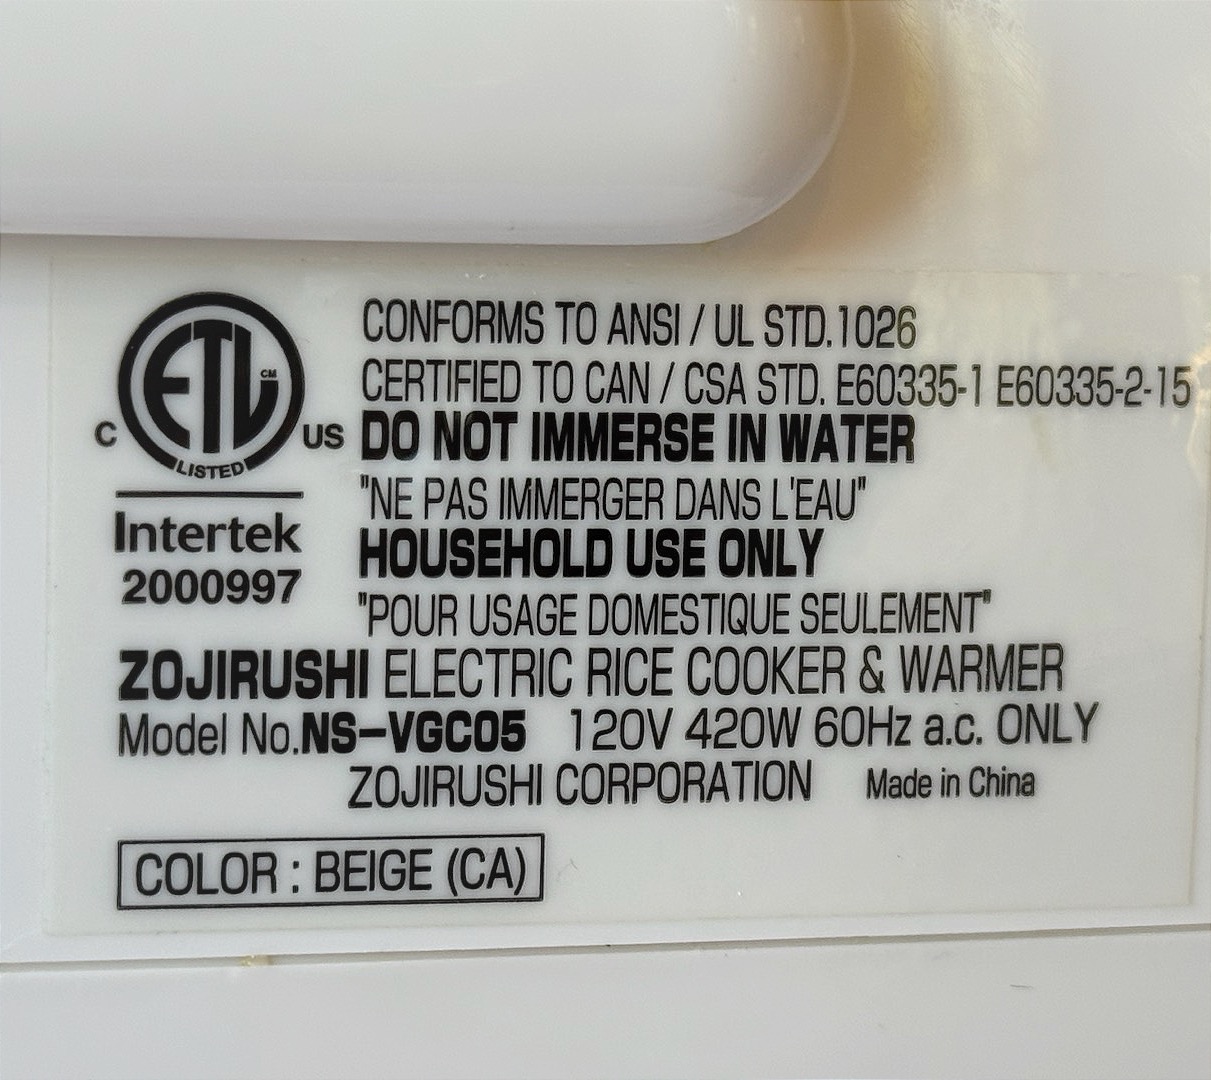 ETL CM
LISTED
C US
Intertek
2000997
CONFORMS TO ANSI / UL STD.1026
CERTIFIED TO CAN / CSA STD. E60335-1 E60335-2-15
DO NOT IMMERSE IN WATER
"NE PAS IMMERGER DANS L'EAU"
HOUSEHOLD USE ONLY
"POUR USAGE DOMESTIQUE SEULEMENT"
ZOJIRUSHI ELECTRIC RICE COOKER & WARMER
Model No.NS-VGC05 120V 420W 60Hz a.c. ONLY
ZOJIRUSHI CORPORATION Made in China
COLOR : BEIGE (CA)